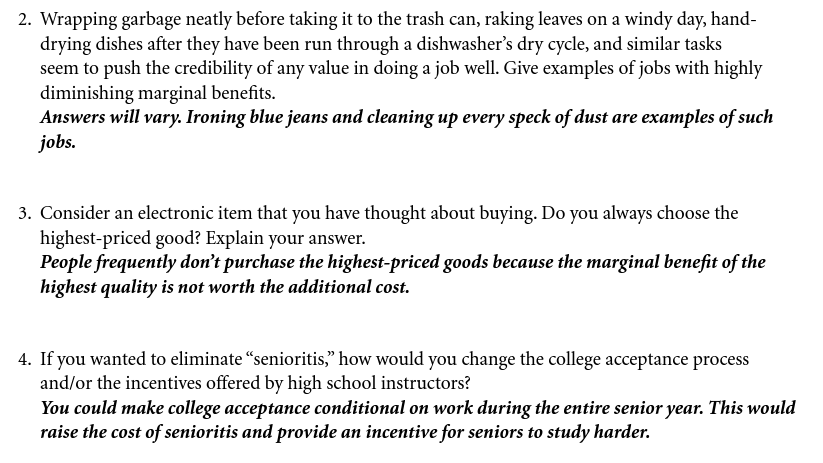 2. Wrapping garbage neatly before taking it to the trash can, raking leaves on a windy day, hand-
drying dishes after they have been run through a dishwasher’s dry cycle, and similar tasks
seem to push the credibility of any value in doing a job well. Give examples of jobs with highly
diminishing marginal benefits.
Answers will vary. Ironing blue jeans and cleaning up every speck of dust are examples of such
jobs.
3. Consider an electronic item that you have thought about buying. Do you always choose the
highest-priced good? Explain your answer.
People frequently don’t purchase the highest-priced goods because the marginal benefit of the
highest quality is not worth the additional cost.
4. If you wanted to eliminate “senioritis,” how would you change the college acceptance process
and/or the incentives offered by high school instructors?
You could make college acceptance conditional on work during the entire senior year. This would
raise the cost of senioritis and provide an incentive for seniors to study harder.